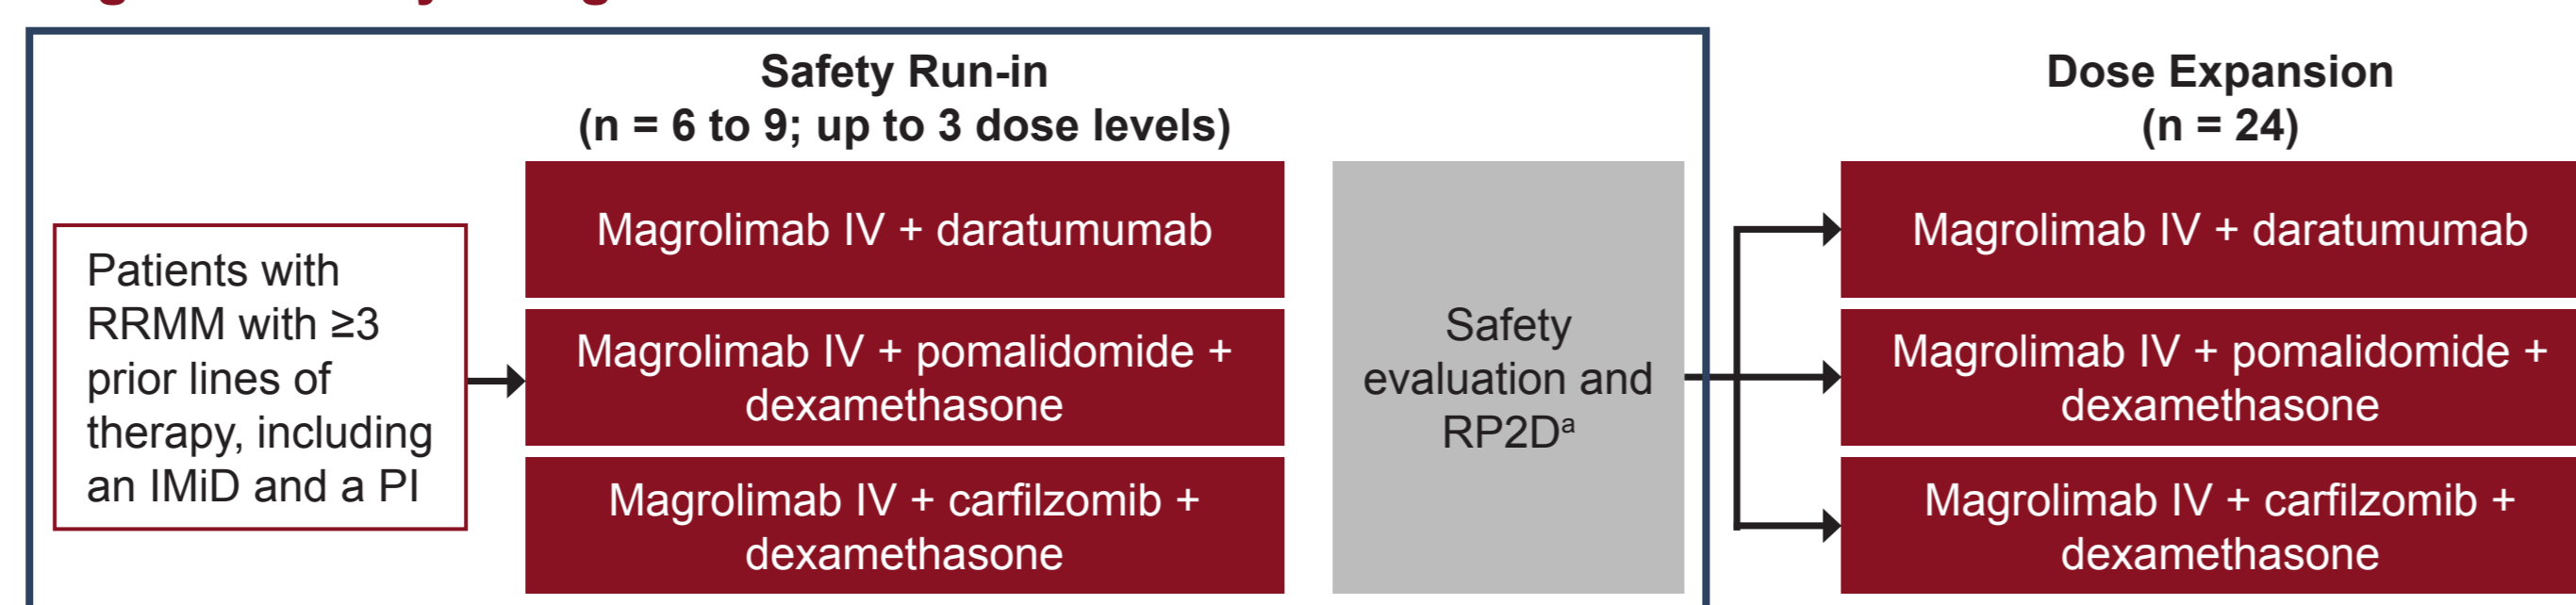 Safety Run-in
(n = 6 to 9; up to 3 dose levels)
Patients with
RRMM with ≥3
prior lines of
therapy, including
an IMiD and a PI
Magrolimab IV + daratumumab
Magrolimab IV + pomalidomide +
dexamethasone
Magrolimab IV + carfilzomib +
dexamethasone
Safety
evaluation and
RP2Dᵃ
Dose Expansion
(n = 24)
Magrolimab IV + daratumumab
Magrolimab IV + pomalidomide +
dexamethasone
Magrolimab IV + carfilzomib +
dexamethasone